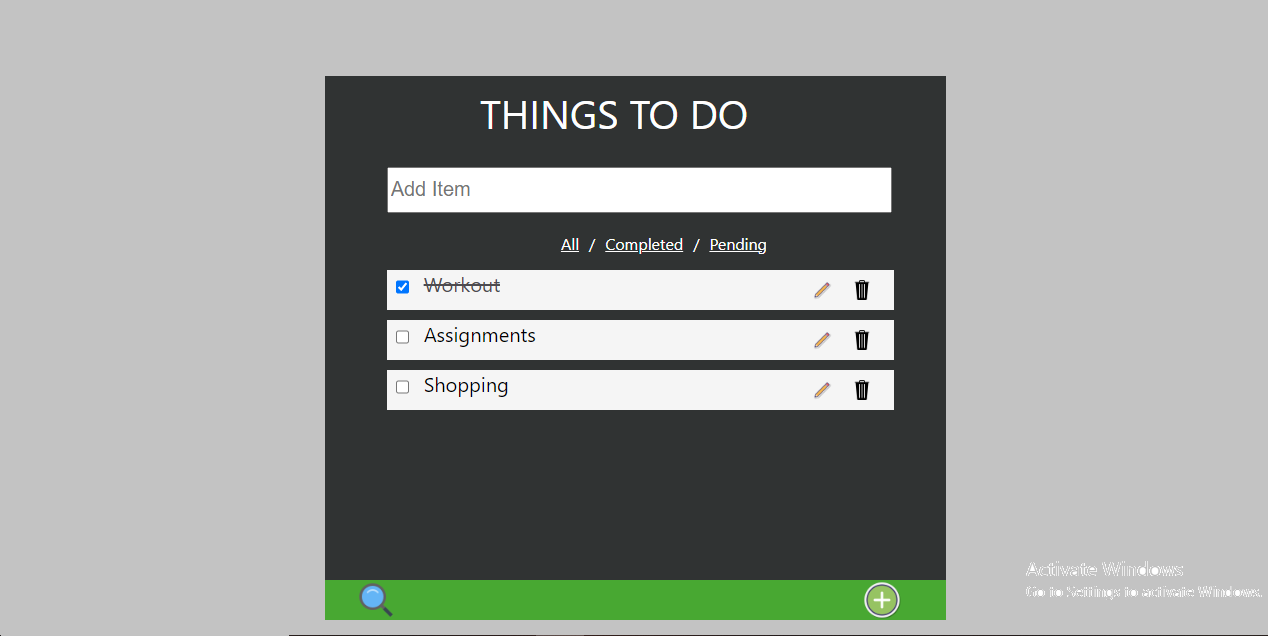 THINGS TO DO
Add Item
All / Completed / Pending
Workout
Assignments
Shopping
Activate Windows
Go to Settings to activate Windows.